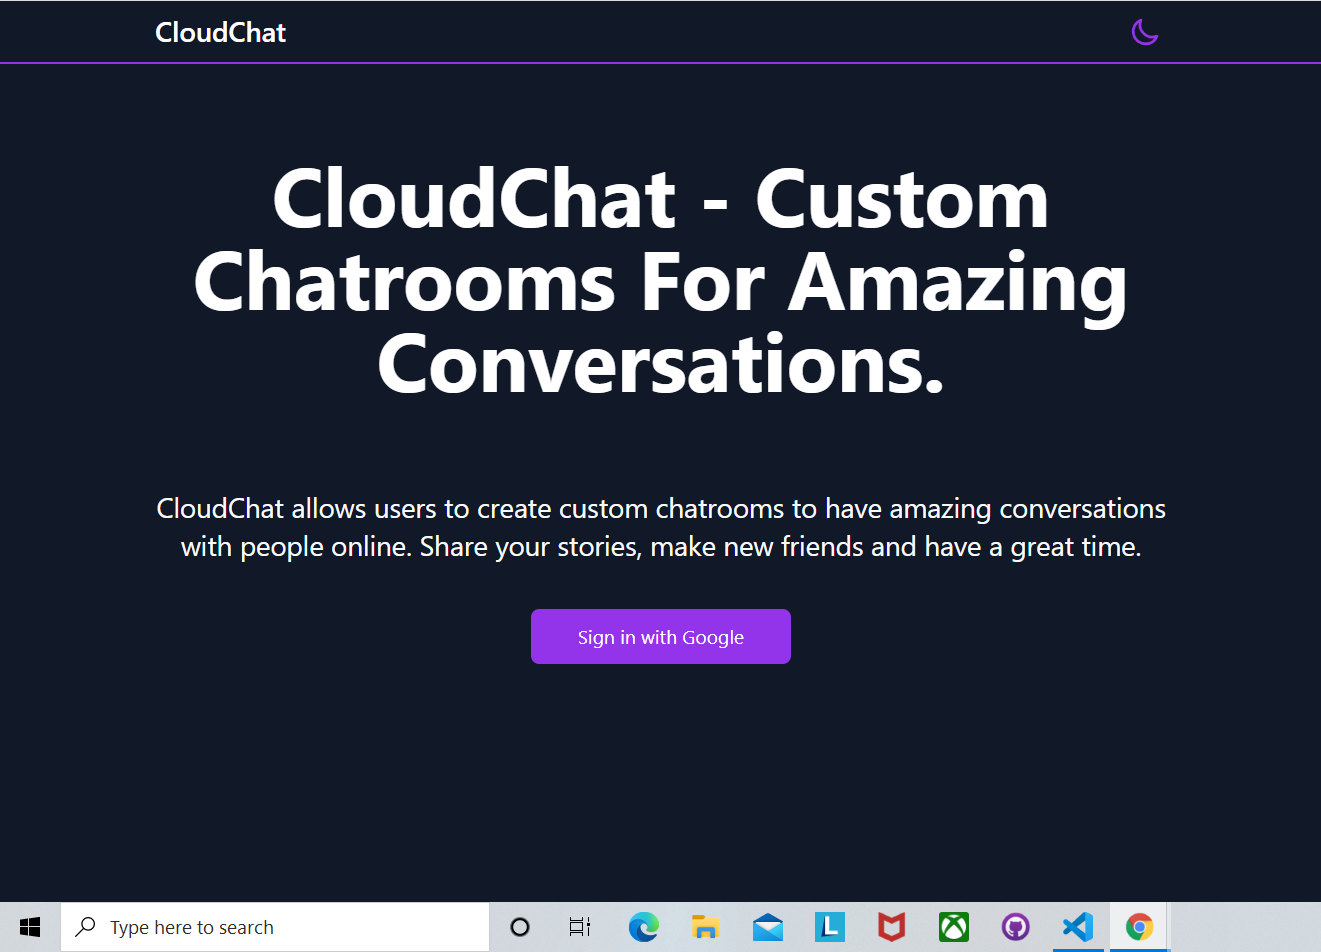 CloudChat
CloudChat - Custom
Chatrooms For Amazing
Conversations.
CloudChat allows users to create custom chatrooms to have amazing conversations
with people online. Share your stories, make new friends and have a great time.
Sign in with Google
Type here to search
L